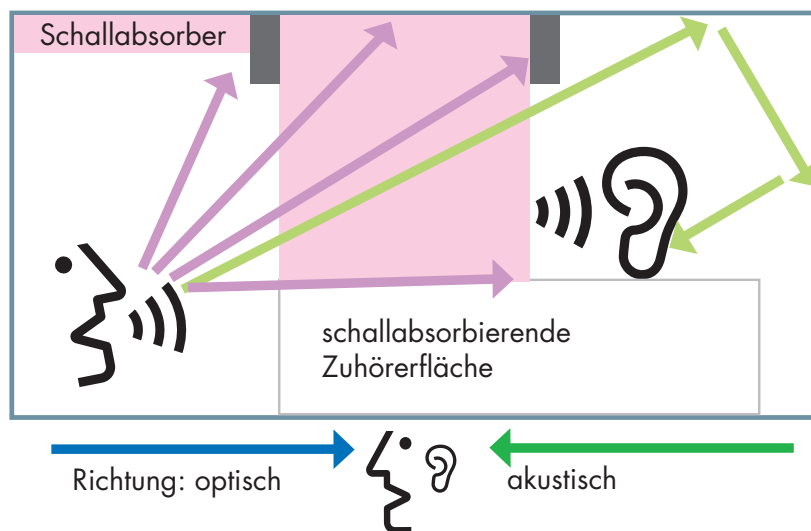 Schallabsorber
schallabsorbierende
Zuhörerfläche
Richtung: optisch
akustisch